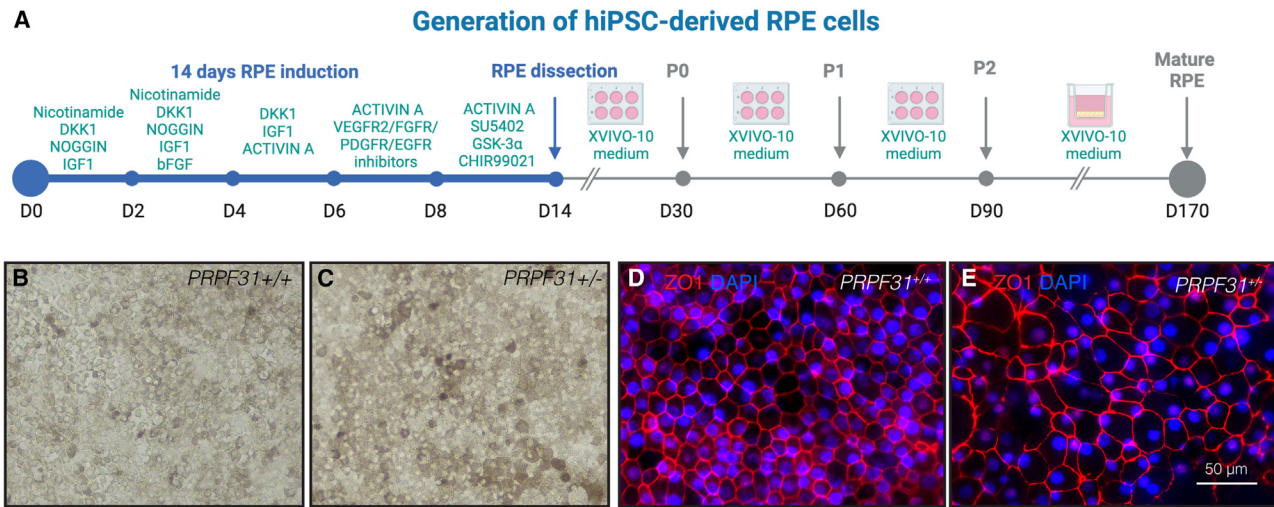 A
Generation of hiPSC-derived RPE cells
14 days RPE induction
RPE dissection
P0
P1
P2
Mature
RPE
Nicotinamide
DKK1
NOGGIN
IGF1
Nicotinamide
DKK1
NOGGIN
IGF1
bFGF
DKK1
IGF1
ACTIVIN A
ACTIVIN A
VEGFR2/FGFR/
PDGFR/EGFR
inhibitors
ACTIVIN A
SU5402
GSK-3α
CHIR99021
XVIVO-10
medium
XVIVO-10
medium
XVIVO-10
medium
XVIVO-10
medium
D0
D2
D4
D6
D8
D14
D30
D60
D90
D170
B
PRPF31+/+
C
PRPF31+/-
D
ZO1 DAPI
PRPF31+/+
E
ZO1 DAPI
PRPF31+/-
50 µm